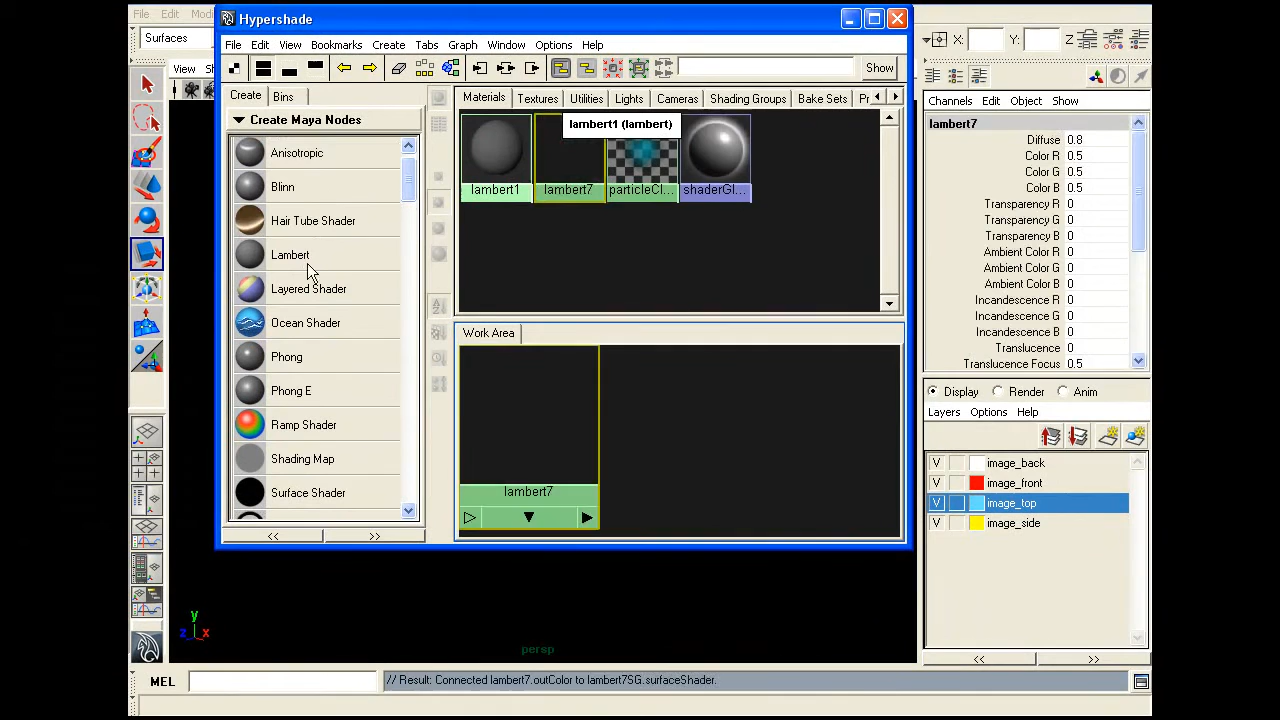 File Edit Modi
Hypershade
Surfaces
X: Y: Z
File Edit View Bookmarks Create Tabs Graph Window Options Help
View Sh
Show
Create Bins
Create Maya Nodes
Anisotropic
Blinn
Hair Tube Shader
Lambert
Layered Shader
Ocean Shader
Phong
Phong E
Ramp Shader
Shading Map
Surface Shader
<< >>
Materials Textures Utilities Lights Cameras Shading Groups Bake Sets Pr
lambert1 (lambert)
lambert1 lambert7 particleCl... shaderGl...
Work Area
lambert7
Channels Edit Object Show
lambert7
Diffuse 0.8
Color R 0.5
Color G 0.5
Color B 0.5
Transparency R 0
Transparency G 0
Transparency B 0
Ambient Color R 0
Ambient Color G 0
Ambient Color B 0
Incandescence R 0
Incandescence G 0
Incandescence B 0
Translucence 0
Translucence Focus 0.5
Display Render Anim
Layers Options Help
V image_back
V image_front
V image_top
V image_side
<< >>
y
z x
persp
MEL
// Result: Connected lambert7.outColor to lambert7SG.surfaceShader.